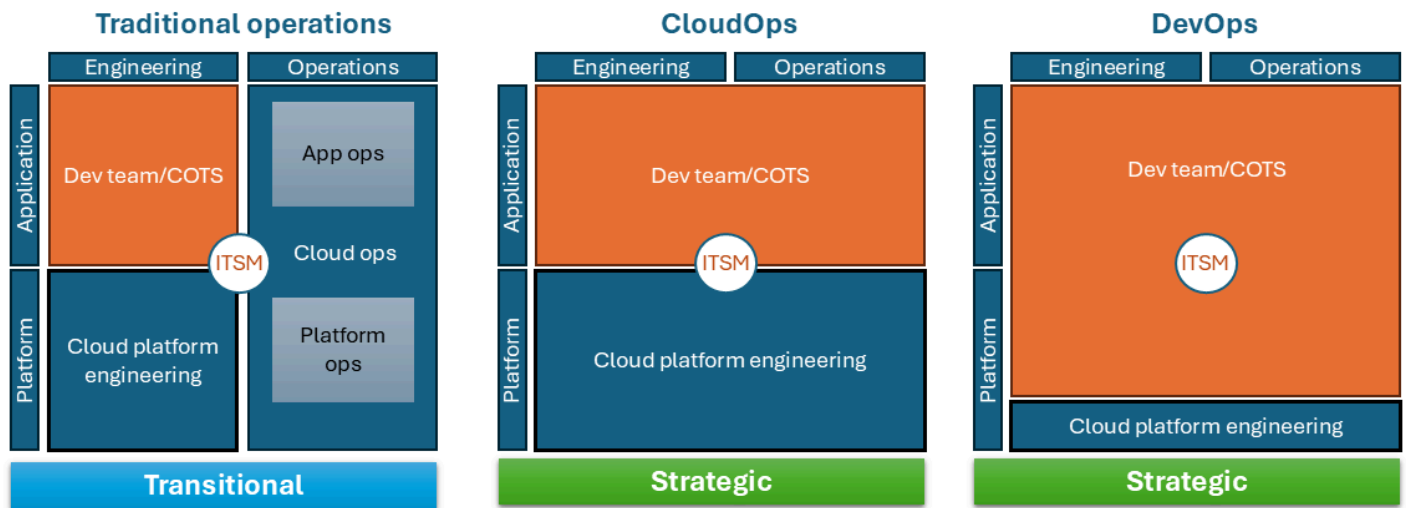 Traditional operations
Engineering
Operations
Application
Platform
Dev team/COTS
App ops
ITSM
Cloud ops
Cloud platform
engineering
Platform
ops
Transitional
CloudOps
Engineering
Operations
Application
Platform
Dev team/COTS
ITSM
Cloud platform engineering
Strategic
DevOps
Engineering
Operations
Application
Platform
Dev team/COTS
ITSM
Cloud platform engineering
Strategic